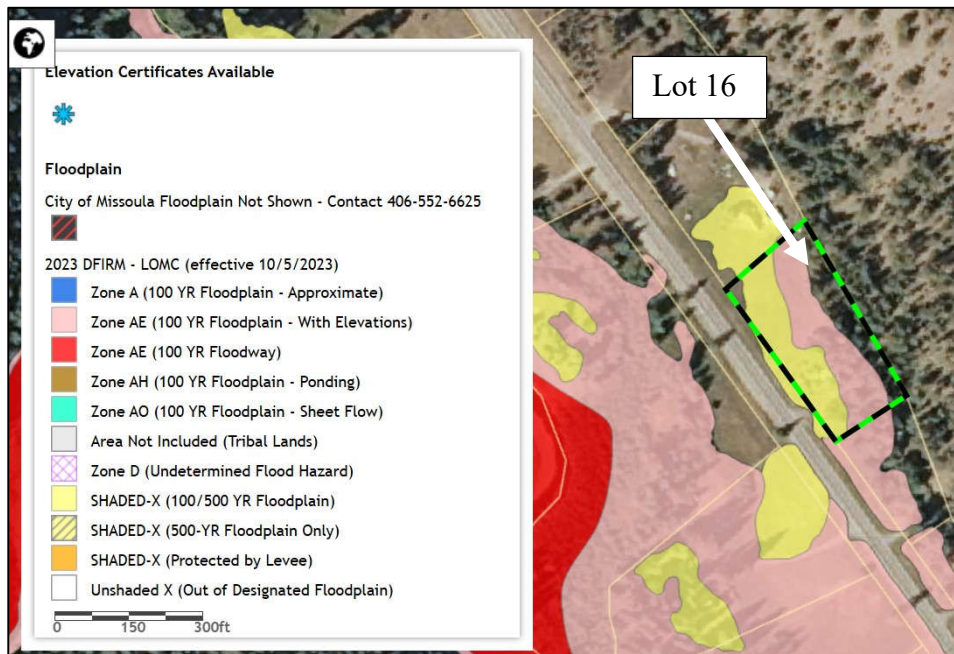 Lot 16
Elevation Certificates Available
Floodplain
City of Missoula Floodplain Not Shown - Contact 406-552-6625
2023 DFIRM - LOMC (effective 10/5/2023)
Zone A (100 YR Floodplain - Approximate)
Zone AE (100 YR Floodplain - With Elevations)
Zone AE (100 YR Floodway)
Zone AH (100 YR Floodplain - Ponding)
Zone AO (100 YR Floodplain - Sheet Flow)
Area Not Included (Tribal Lands)
Zone D (Undetermined Flood Hazard)
SHADED-X (100/500 YR Floodplain)
SHADED-X (500-YR Floodplain Only)
SHADED-X (Protected by Levee)
Unshaded X (Out of Designated Floodplain)
0 150 300ft